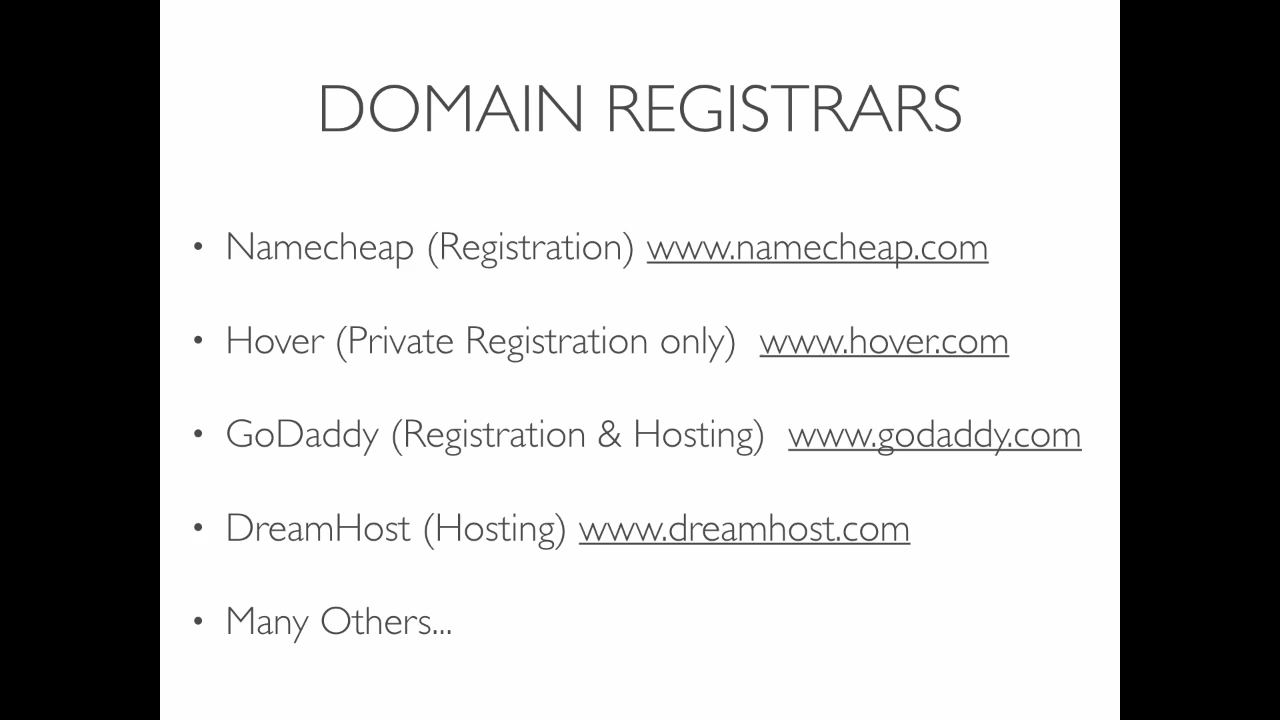 DOMAIN REGISTRARS
• Namecheap (Registration) www.namecheap.com
• Hover (Private Registration only) www.hover.com
• GoDaddy (Registration & Hosting) www.godaddy.com
• DreamHost (Hosting) www.dreamhost.com
• Many Others...